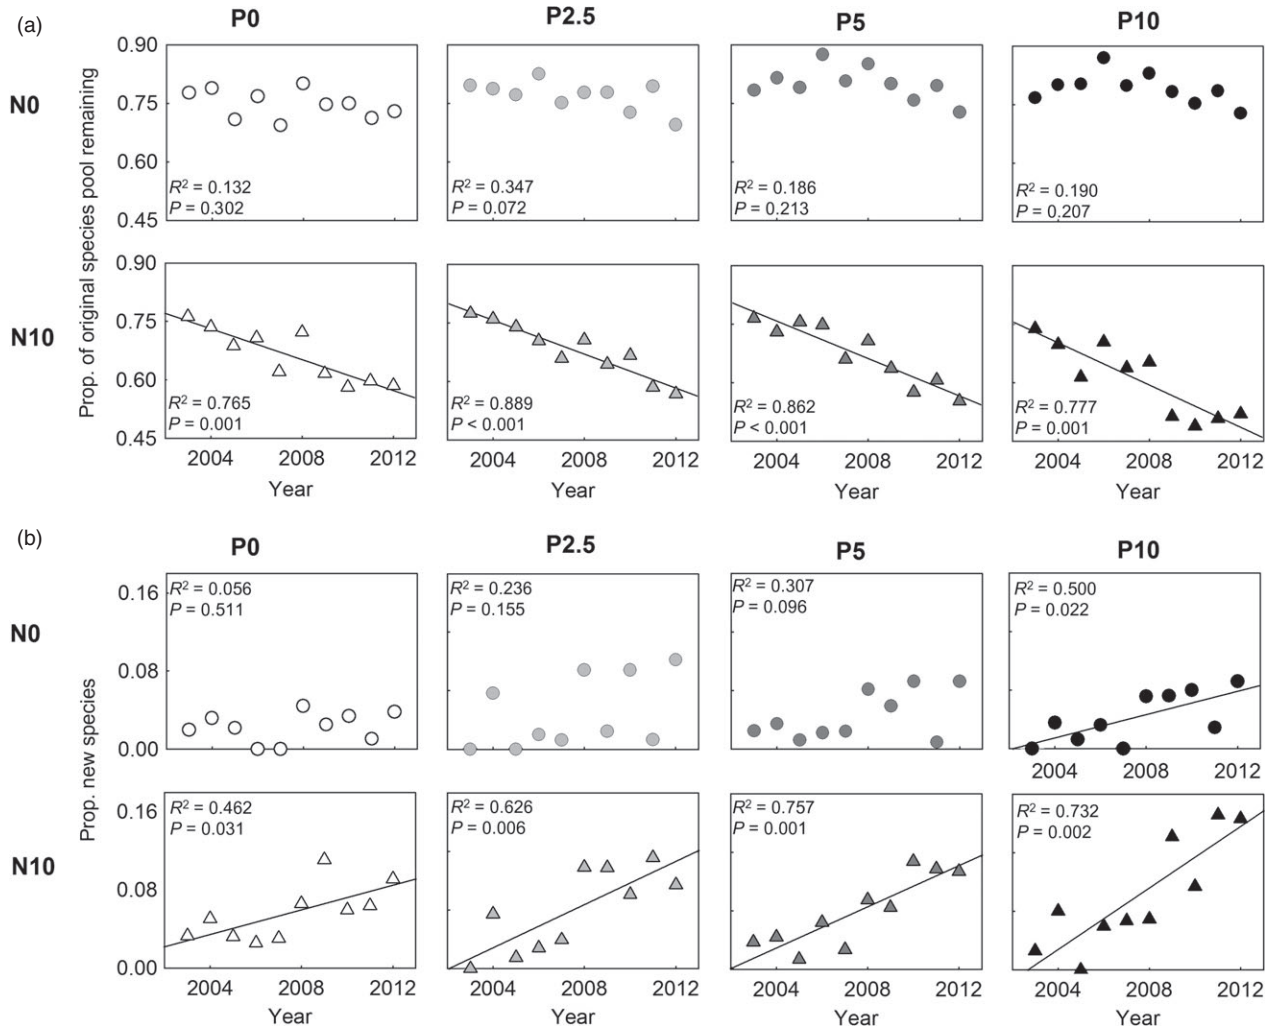 (a)
P0 P2.5 P5 P10
Prop. of original species pool remaining
N0
0.90
0.75
0.60
0.45
R² = 0.132
P = 0.302
R² = 0.347
P = 0.072
R² = 0.186
P = 0.213
R² = 0.190
P = 0.207
N10
0.90
0.75
0.60
0.45
R² = 0.765
P = 0.001
R² = 0.889
P < 0.001
R² = 0.862
P < 0.001
R² = 0.777
P = 0.001
2004 2008 2012 2004 2008 2012 2004 2008 2012 2004 2008 2012
Year Year Year Year
(b)
P0 P2.5 P5 P10
Prop. new species
N0
0.16
0.08
0.00
R² = 0.056
P = 0.511
R² = 0.236
P = 0.155
R² = 0.307
P = 0.096
R² = 0.500
P = 0.022
2004 2008 2012
N10
0.16
0.08
0.00
R² = 0.462
P = 0.031
R² = 0.626
P = 0.006
R² = 0.757
P = 0.001
R² = 0.732
P = 0.002
2004 2008 2012 2004 2008 2012 2004 2008 2012 2004 2008 2012
Year Year Year Year